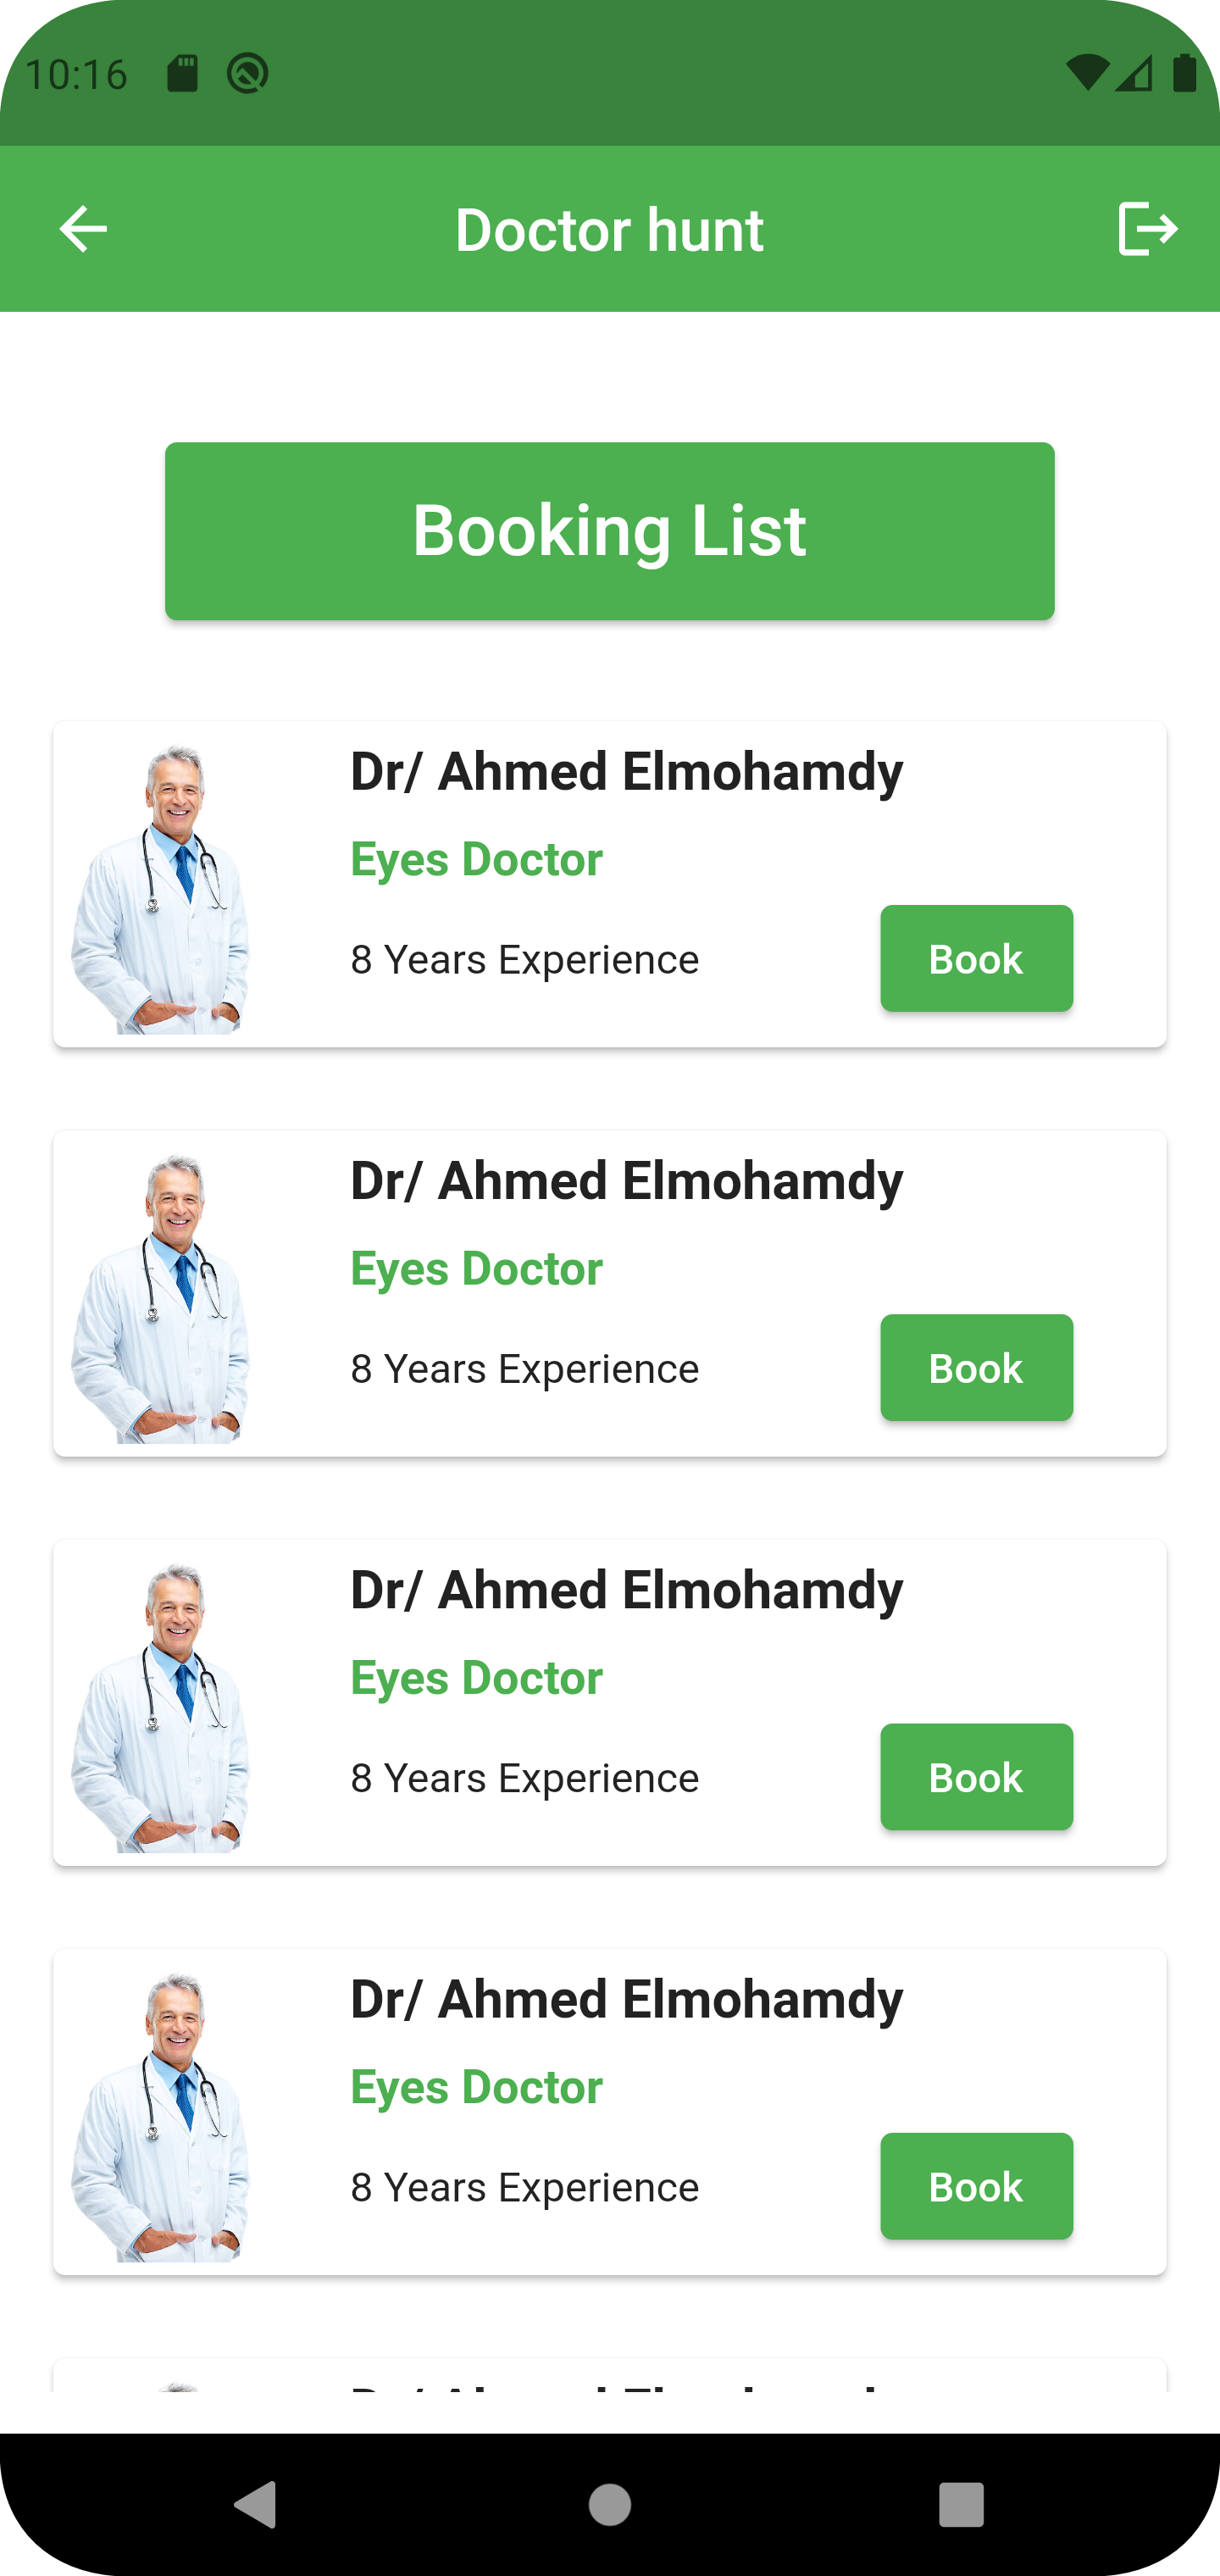 10:16
Doctor hunt
Booking List
Dr/ Ahmed Elmohamdy
Eyes Doctor
8 Years Experience
Book
Dr/ Ahmed Elmohamdy
Eyes Doctor
8 Years Experience
Book
Dr/ Ahmed Elmohamdy
Eyes Doctor
8 Years Experience
Book
Dr/ Ahmed Elmohamdy
Eyes Doctor
8 Years Experience
Book